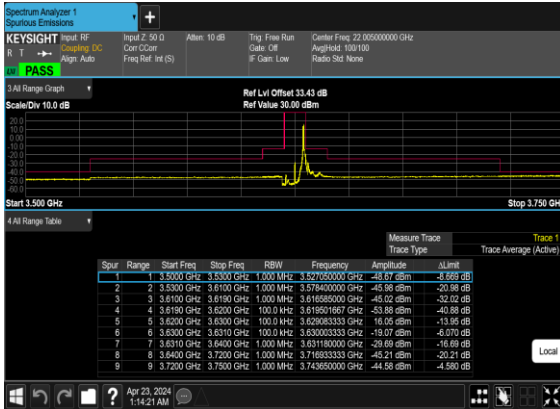 Spectrum Analyzer 1
Spurious Emissions
+
KEYSIGHT Input: RF Input Z: 50 Ω Atten: 10 dB Trig: Free Run Center Freq: 22.005000000 GHz
R T Coupling: DC Corr CCorr Gate: Off Avg|Hold: 100/100
Align: Auto Freq Ref: Int (S) IF Gain: Low Radio Std: None
PASS
3 All Range Graph Ref Lvl Offset 33.43 dB
Scale/Div 10.0 dB Ref Value 30.00 dBm
20.0
10.0
0.00
-10.0
-20.0
-30.0
-40.0
-50.0
-60.0
Start 3.500 GHz Stop 3.750 GHz
4 All Range Table
Measure Trace Trace 1
Trace Type Trace Average (Active)
Spur Range Start Freq Stop Freq RBW Frequency Amplitude ΔLimit
1 1 3.5000 GHz 3.5300 GHz 1.000 MHz 3.527050000 GHz -48.67 dBm -8.669 dB
2 2 3.5300 GHz 3.6100 GHz 1.000 MHz 3.578400000 GHz -45.98 dBm -20.98 dB
3 3 3.6100 GHz 3.6190 GHz 1.000 MHz 3.616585000 GHz -45.02 dBm -32.02 dB
4 4 3.6190 GHz 3.6200 GHz 100.0 kHz 3.619501667 GHz -53.88 dBm -40.88 dB
5 5 3.6200 GHz 3.6300 GHz 100.0 kHz 3.629083333 GHz 16.05 dBm -13.95 dB
6 6 3.6300 GHz 3.6310 GHz 100.0 kHz 3.630003333 GHz -19.07 dBm -6.070 dB
7 7 3.6310 GHz 3.6400 GHz 1.000 MHz 3.631180000 GHz -29.69 dBm -16.69 dB
8 8 3.6400 GHz 3.7200 GHz 1.000 MHz 3.716933333 GHz -45.21 dBm -20.21 dB
9 9 3.7200 GHz 3.7500 GHz 1.000 MHz 3.743650000 GHz -44.58 dBm -4.580 dB
Local
?
Apr 23, 2024
1:14:21 AM